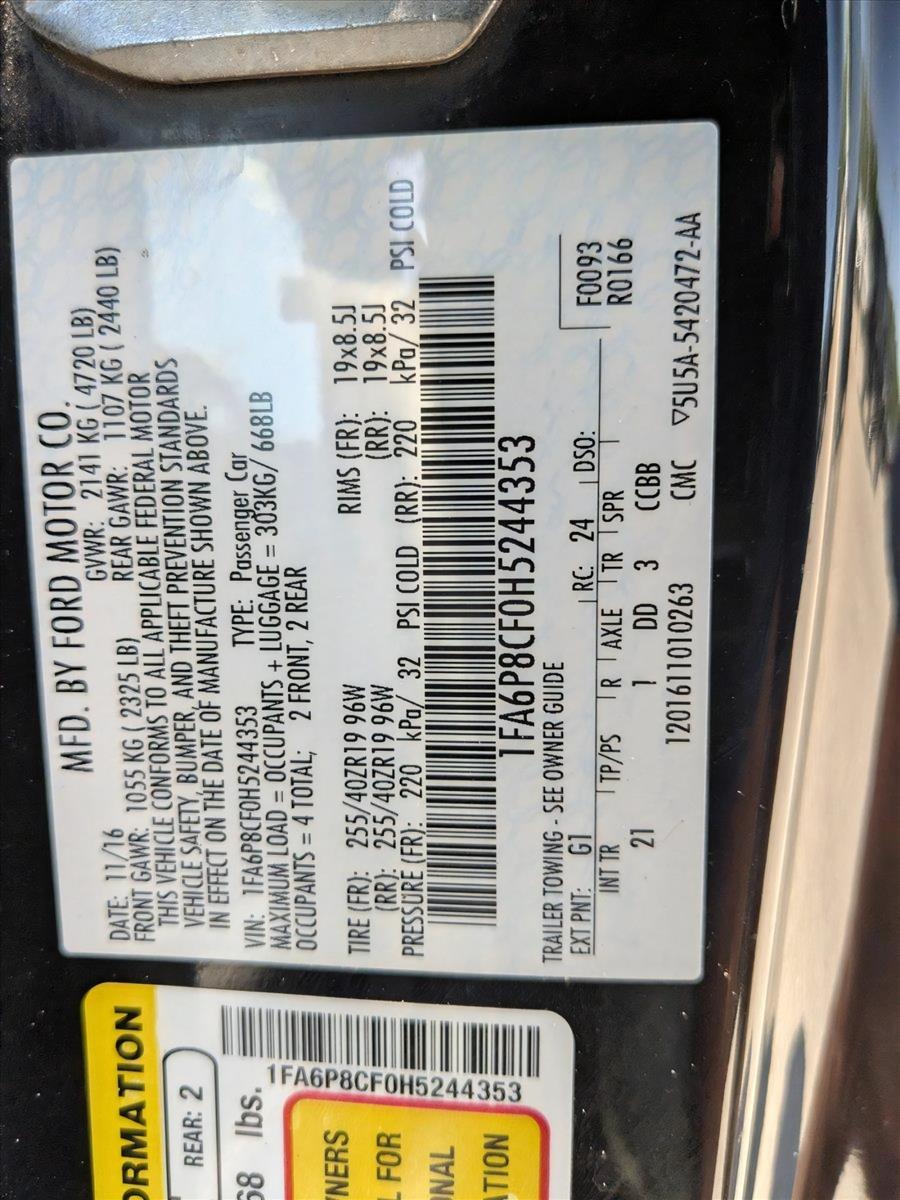 MFD. BY FORD MOTOR CO.
DATE: 11/16 GVWR: 2141 KG ( 4720 LB)
FRONT GAWR: 1055 KG ( 2325 LB) REAR GAWR: 1107 KG ( 2440 LB)
THIS VEHICLE CONFORMS TO ALL APPLICABLE FEDERAL MOTOR
VEHICLE SAFETY, BUMPER, AND THEFT PREVENTION STANDARDS
IN EFFECT ON THE DATE OF MANUFACTURE SHOWN ABOVE.
VIN: 1FA6P8CF0H5244353 TYPE: Passenger Car
MAXIMUM LOAD = OCCUPANTS + LUGGAGE = 303KG/ 668LB
OCCUPANTS = 4 TOTAL; 2 FRONT, 2 REAR
TIRE (FR): 255/40ZR19 96W RIMS (FR): 19x8.5J
(RR): 255/40ZR19 96W (RR): 19x8.5J
PRESSURE (FR): 220 kPa/ 32 PSI COLD (RR): 220 kPa/ 32 PSI COLD
1FA6P8CF0H5244353
TRAILER TOWING - SEE OWNER GUIDE
EXT PNT: G1 RC: 24 DSO: F0093
INT TR TP/PS R AXLE TR SPR R0166
21 1 DD 3 CCBB
1201611010263 CMC ▽5U5A-5420472-AA
ORMATION
REAR: 2
68 lbs.
1FA6P8CF0H5244353
NERS
L FOR
ONAL
ATION